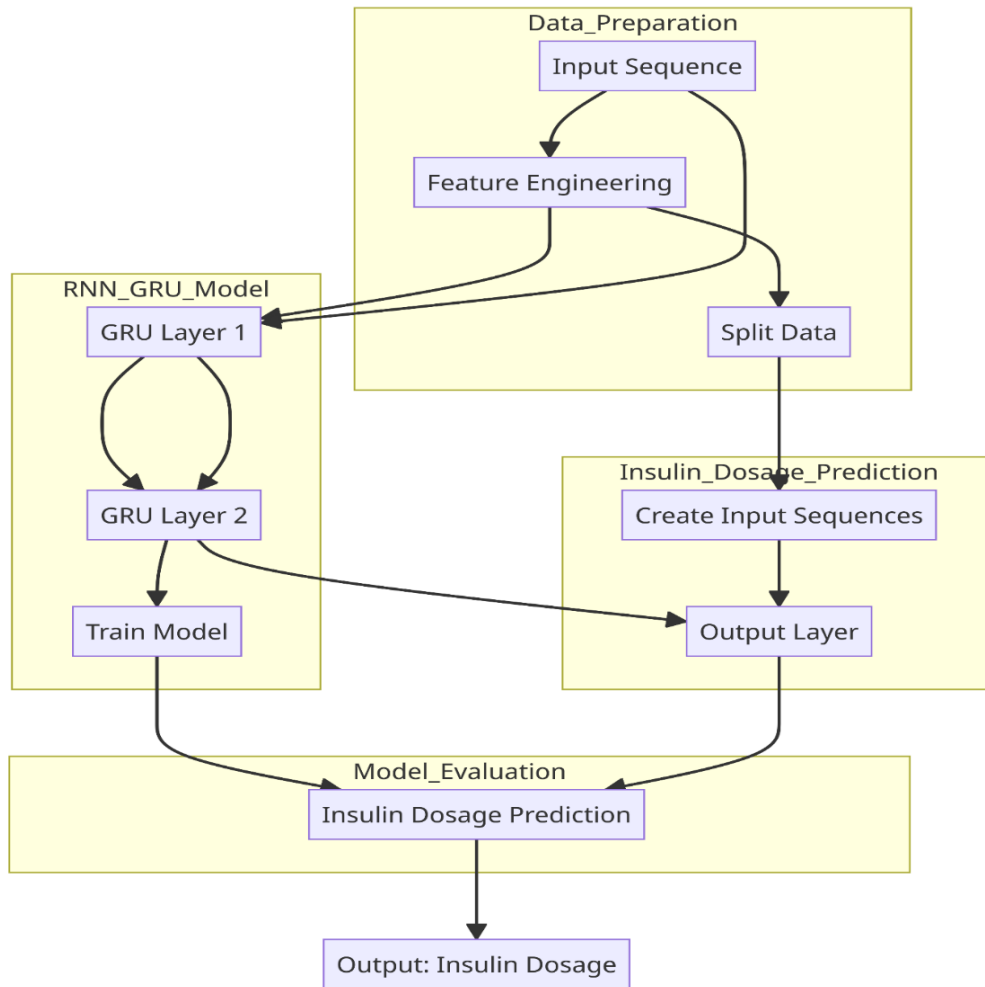 Data_Preparation
Input Sequence
Feature Engineering
RNN_GRU_Model
GRU Layer 1
Split Data
Insulin_Dosage_Prediction
GRU Layer 2
Create Input Sequences
Train Model
Output Layer
Model_Evaluation
Insulin Dosage Prediction
Output: Insulin Dosage